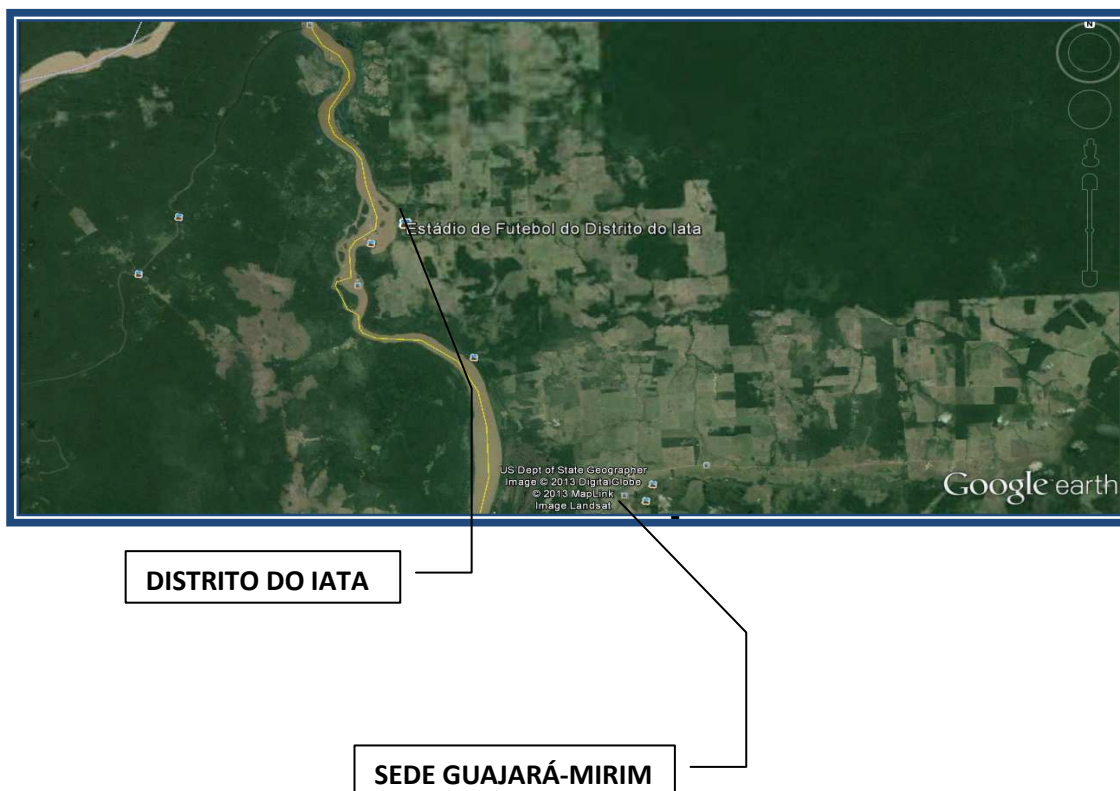 N
Estádio de Futebol do Distrito do Iata
US Dept of State Geographer
Image © 2013 DigitalGlobe
© 2013 MapLink
Image Landsat
Google earth
DISTRITO DO IATA
SEDE GUAJARÁ-MIRIM